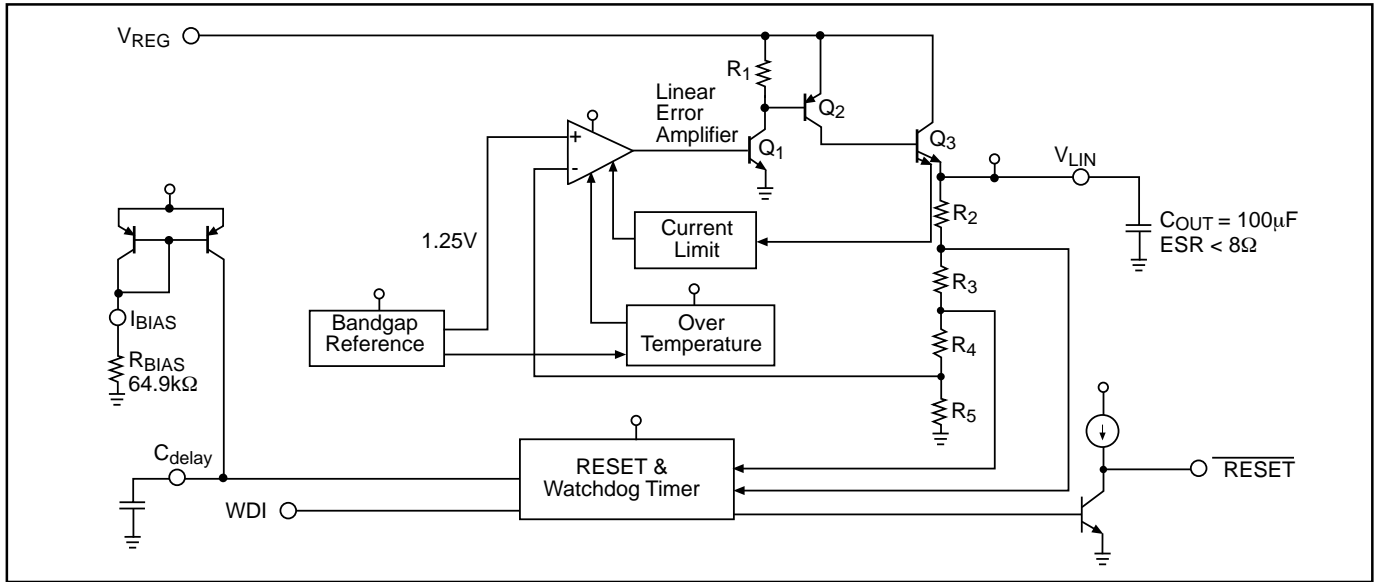 VREG
R1
Linear
Error
Amplifier
Q2
Q3
Q1
+
-
VLIN
R2
COUT = 100μF
ESR < 8Ω
Current
Limit
1.25V
R3
IBIAS
Bandgap
Reference
Over
Temperature
R4
RBIAS
64.9kΩ
R5
Cdelay
RESET &
Watchdog Timer
RESET
WDI